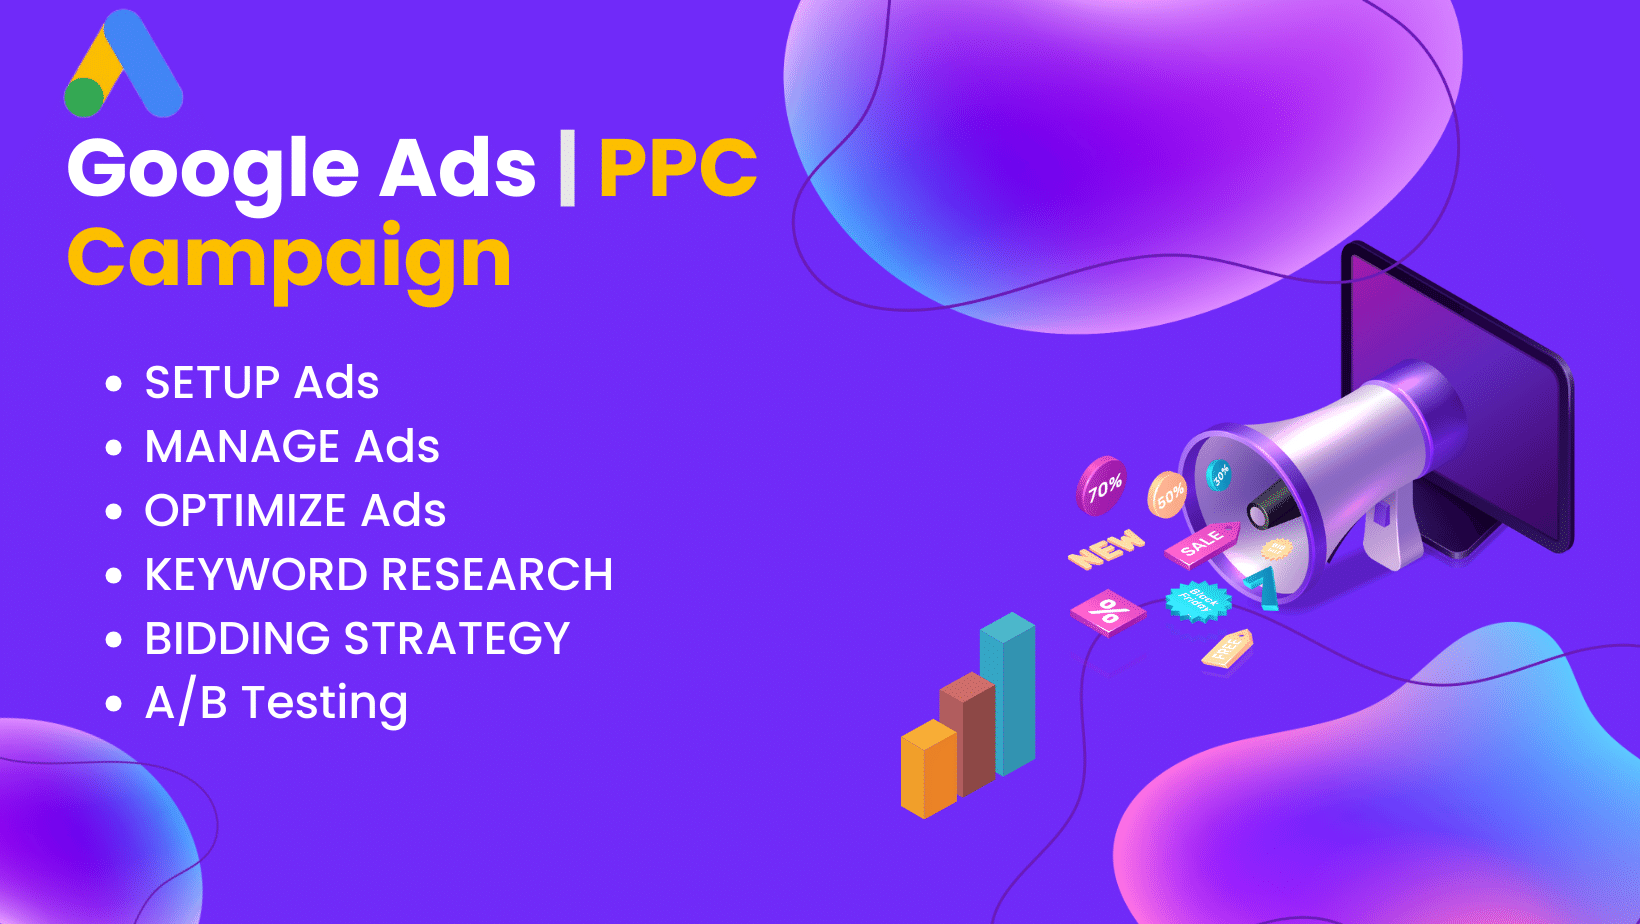 Google Ads | PPC
Campaign
• SETUP Ads
• MANAGE Ads
• OPTIMIZE Ads
• KEYWORD RESEARCH
• BIDDING STRATEGY
• A/B Testing
70%
50%
30%
NEW
SALE
%
Black
Friday
FREE